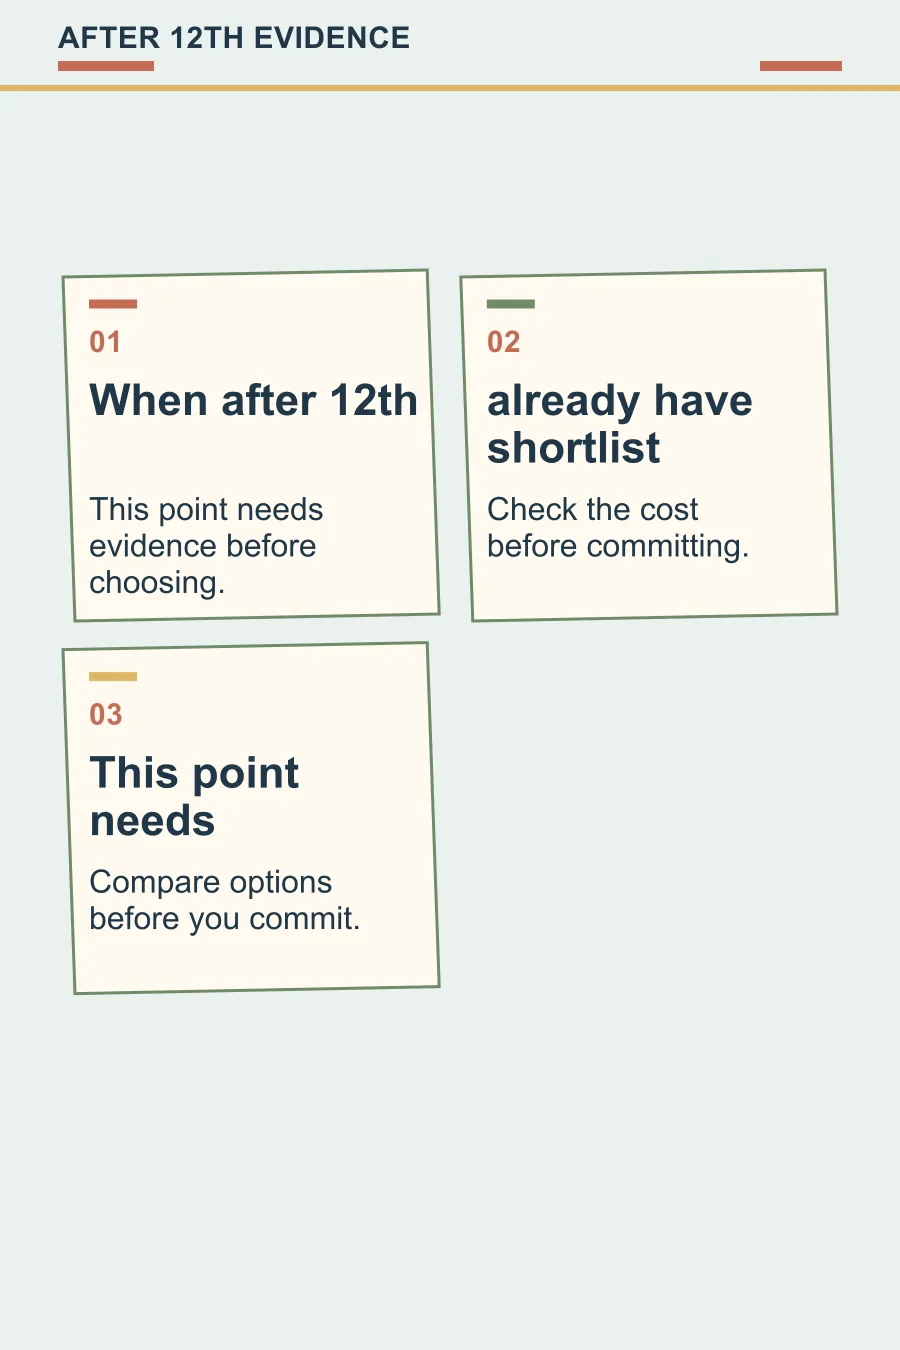 AFTER 12TH EVIDENCE
01
When after 12th
This point needs
evidence before
choosing.
02
already have
shortlist
Check the cost
before committing.
03
This point
needs
Compare options
before you commit.